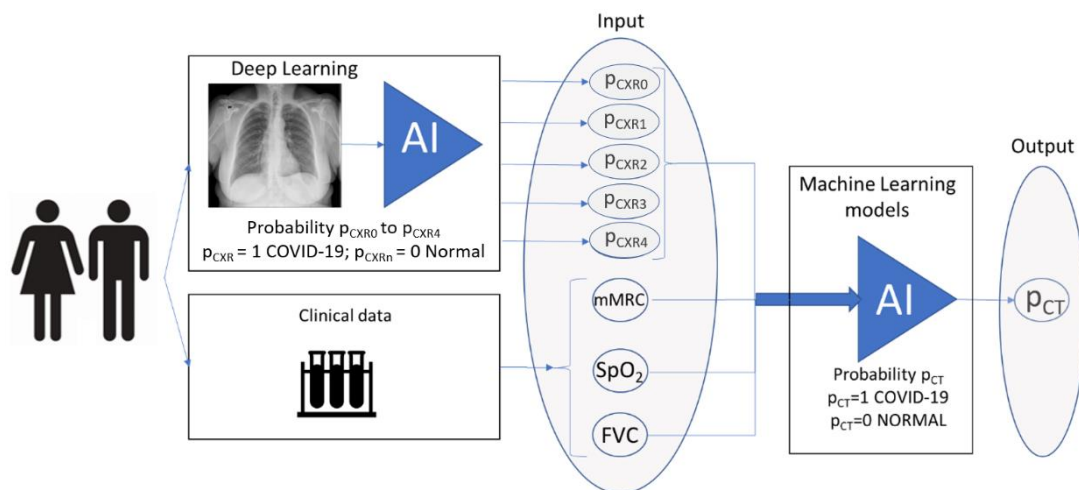 Deep Learning
AI
Probability pCXR0 to pCXR4
pCXR = 1 COVID-19; pCXRn = 0 Normal
Clinical data
Input
pCXR0
pCXR1
pCXR2
pCXR3
pCXR4
mMRC
SpO₂
FVC
Machine Learning
models
AI
Probability pCT
pCT=1 COVID-19
pCT=0 NORMAL
Output
pCT